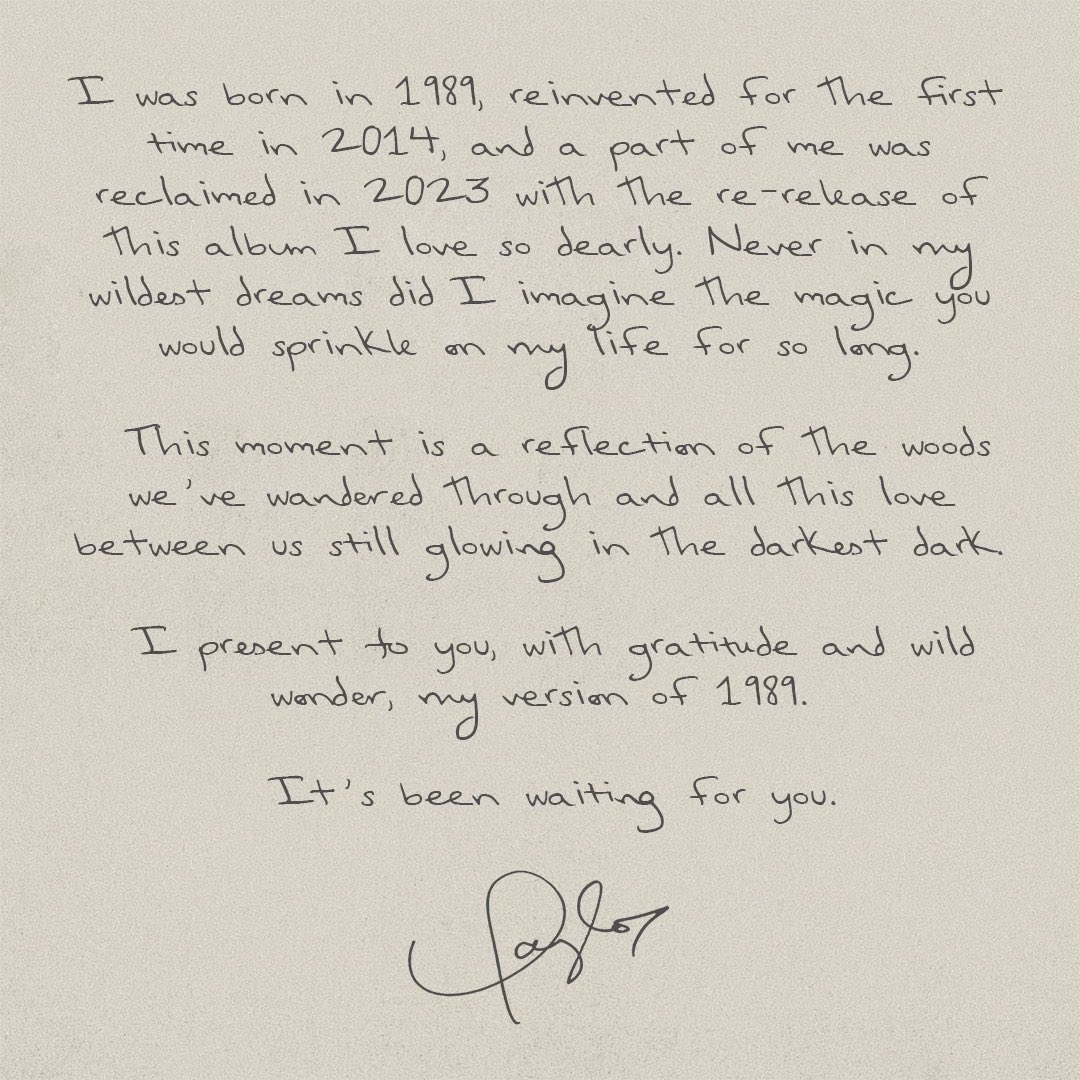 I was born in 1989, reinvented for the first
time in 2014, and a part of me was
reclaimed in 2023 with the re-release of
this album I love so dearly. Never in my
wildest dreams did I imagine the magic you
would sprinkle on my life for so long.
This moment is a reflection of the woods
we've wandered through and all this love
between us still glowing in the darkest dark.
I present to you, with gratitude and wild
wonder, my version of 1989.
It's been waiting for you.
Taylor